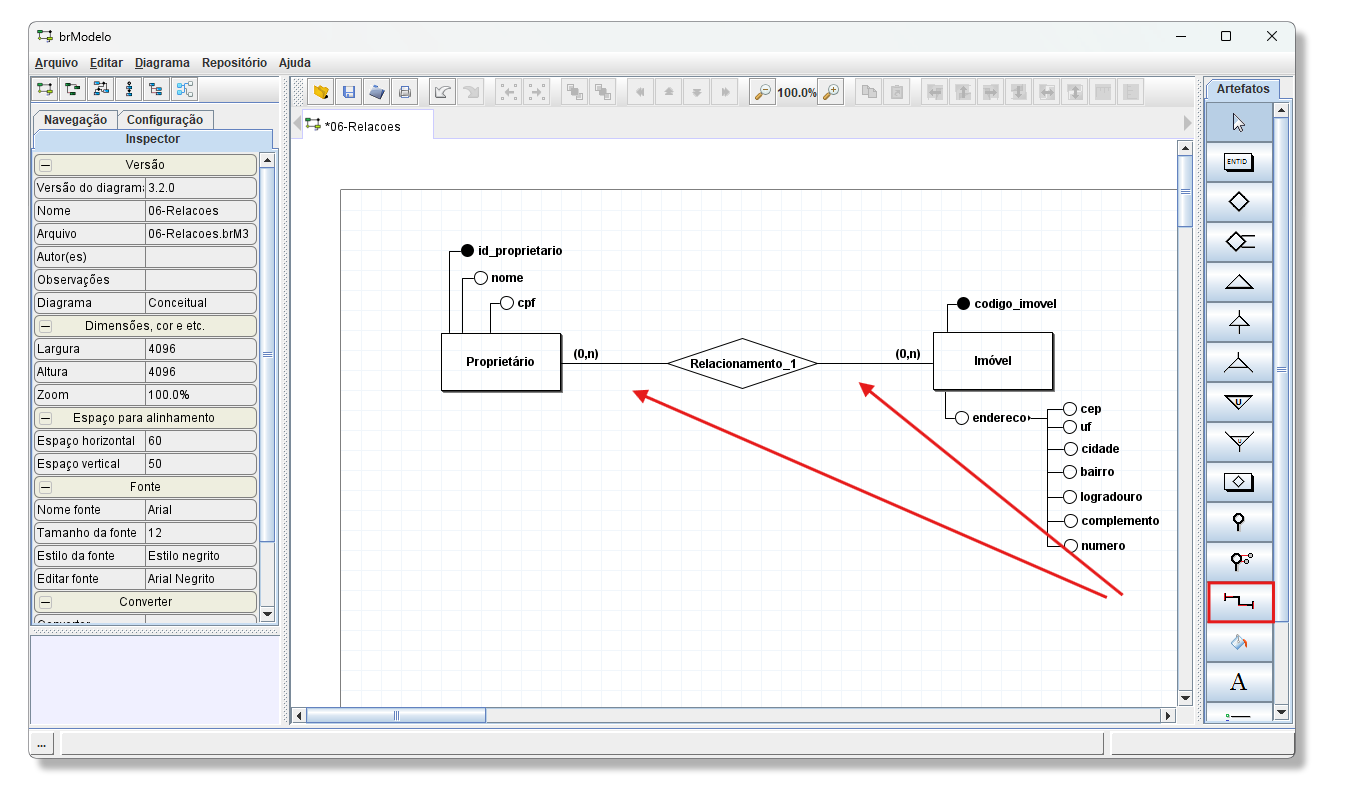 brModelo
Arquivo Editar Diagrama Repositório Ajuda
100.0%
Artefatos
Navegação Configuração
Inspector
*06-Relacoes
Versão
Versão do diagrama 3.2.0
Nome 06-Relacoes
Arquivo 06-Relacoes.brM3
Autor(es)
Observações
Diagrama Conceitual
Dimensões, cor e etc.
Largura 4096
Altura 4096
Zoom 100.0%
Espaço para alinhamento
Espaço horizontal 60
Espaço vertical 50
Fonte
Nome fonte Arial
Tamanho da fonte 12
Estilo da fonte Estilo negrito
Editar fonte Arial Negrito
Converter
...
id_proprietario
nome
cpf
Proprietário
(0,n)
Relacionamento_1
(0,n)
codigo_imovel
Imóvel
endereco
cep
uf
cidade
bairro
logradouro
complemento
numero
ENTID
U
A